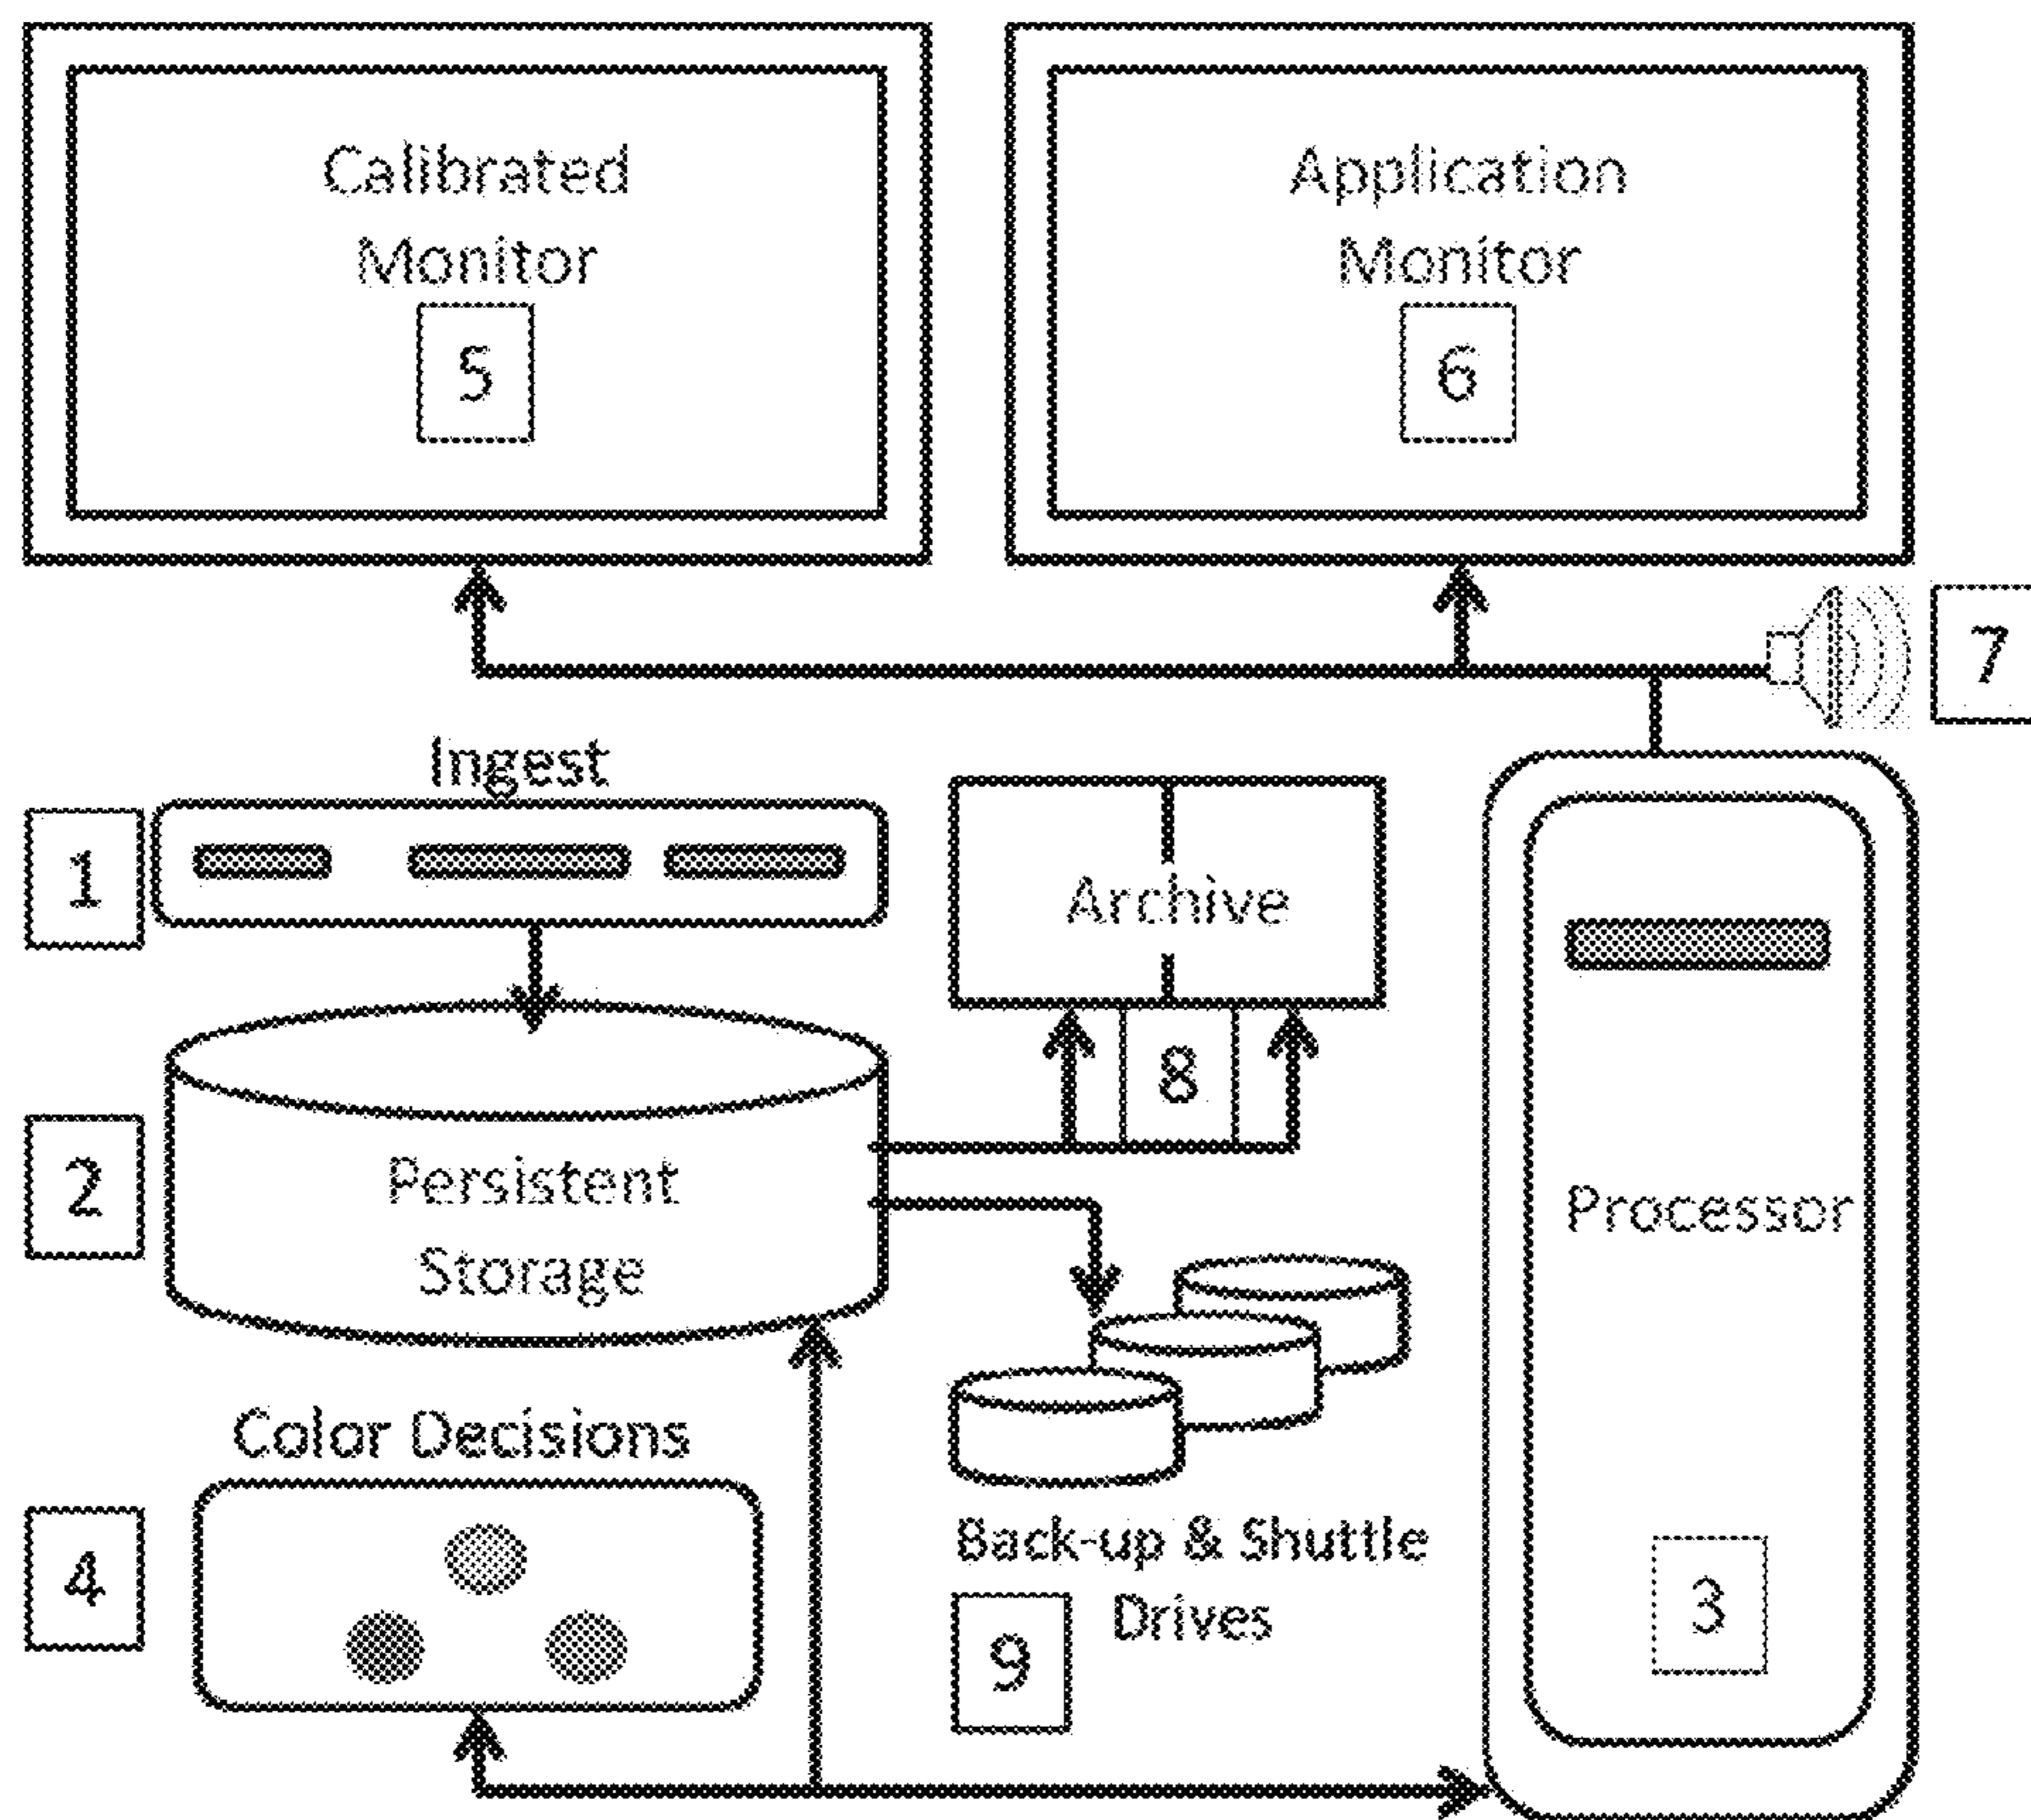 Calibrated
Monitor
5
Application
Monitor
6
7
Ingest
1
Archive
8
2
Persistent
Storage
Processor
3
Color Decisions
4
Back-up & Shuttle
Drives
9